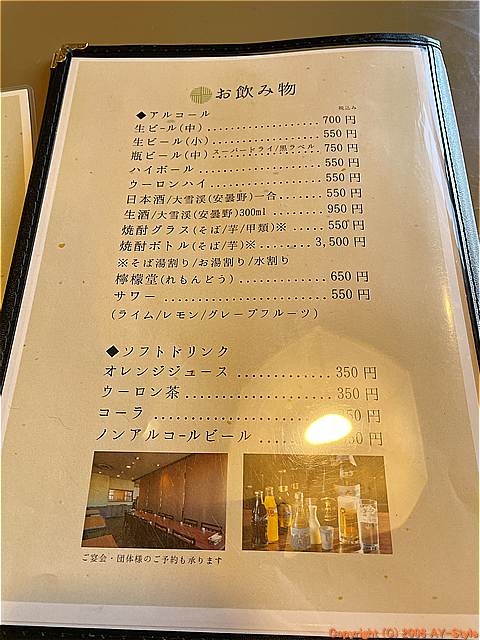 お飲み物
税込み
◆アルコール
生ビール(中) .................... 700円
生ビール(小) .................... 550円
瓶ビール(中) スーパードライ/黒ラベル 750円
ハイボール .................... 550円
ウーロンハイ .................... 550円
日本酒/大雪渓(安曇野)一合........ 550円
生酒/大雪渓(安曇野)300ml ........ 950円
焼酎グラス(そば/芋/甲類)※ ..... 550円
焼酎ボトル(そば/芋)※....... 3,500円
※そば湯割り/お湯割り/水割り
檸檬堂(れもんどう) ............. 650円
サワー ........................ 550円
(ライム/レモン/グレープフルーツ)
◆ソフトドリンク
オレンジジュース ............. 350円
ウーロン茶 .................... 350円
コーラ .................... 50円
ノンアルコールビール .... 50円
ご宴会・団体様のご予約も承ります
Copyright (C) 2006 AY-Style